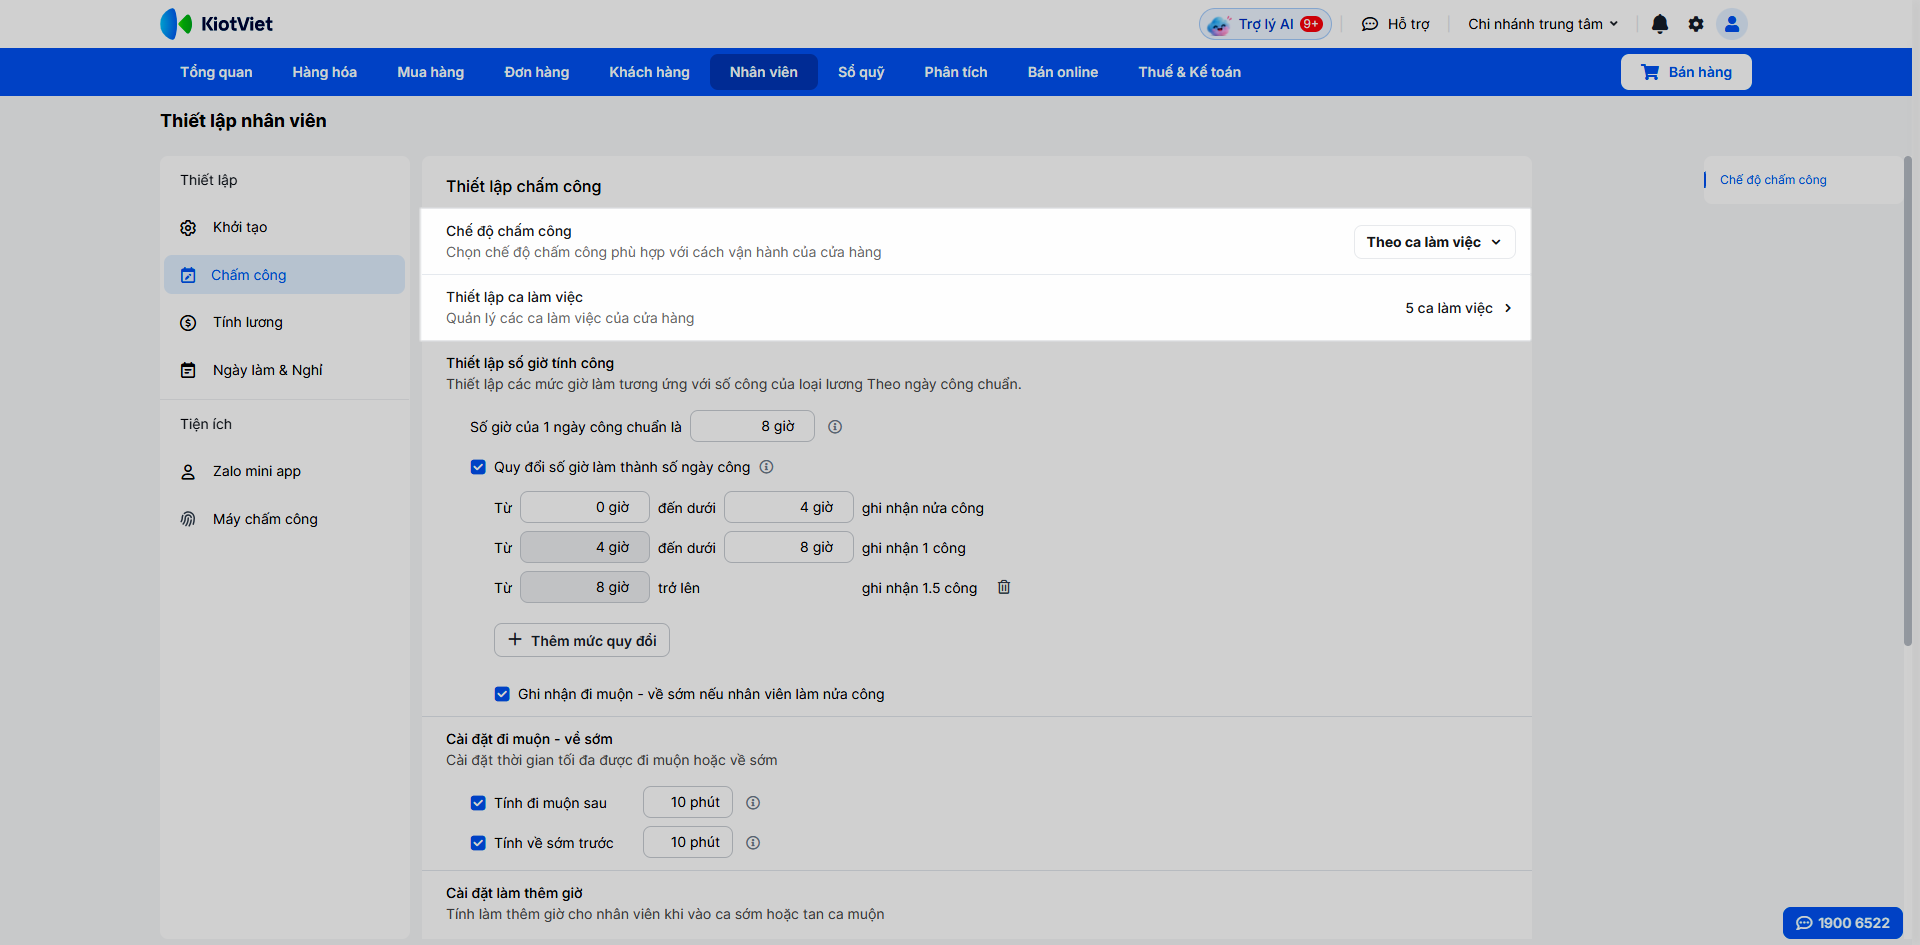 KiotViet
Trợ lý AI 9+
Hỗ trợ
Chi nhánh trung tâm
Tổng quan
Hàng hóa
Mua hàng
Đơn hàng
Khách hàng
Nhân viên
Sổ quỹ
Phân tích
Bán online
Thuế & Kế toán
Bán hàng
Thiết lập nhân viên
Thiết lập
Khởi tạo
Chấm công
Tính lương
Ngày làm & Nghỉ
Tiện ích
Zalo mini app
Máy chấm công
Thiết lập chấm công
Chế độ chấm công
Chọn chế độ chấm công phù hợp với cách vận hành của cửa hàng
Theo ca làm việc
Thiết lập ca làm việc
Quản lý các ca làm việc của cửa hàng
5 ca làm việc
Thiết lập số giờ tính công
Thiết lập các mức giờ làm tương ứng với số công của loại lương Theo ngày công chuẩn.
Số giờ của 1 ngày công chuẩn là 8 giờ
Quy đổi số giờ làm thành số ngày công
Từ 0 giờ đến dưới 4 giờ ghi nhận nửa công
Từ 4 giờ đến dưới 8 giờ ghi nhận 1 công
Từ 8 giờ trở lên ghi nhận 1.5 công
Thêm mức quy đổi
Ghi nhận đi muộn - về sớm nếu nhân viên làm nửa công
Cài đặt đi muộn - về sớm
Cài đặt thời gian tối đa được đi muộn hoặc về sớm
Tính đi muộn sau 10 phút
Tính về sớm trước 10 phút
Cài đặt làm thêm giờ
Tính làm thêm giờ cho nhân viên khi vào ca sớm hoặc tan ca muộn
Chế độ chấm công
1900 6522